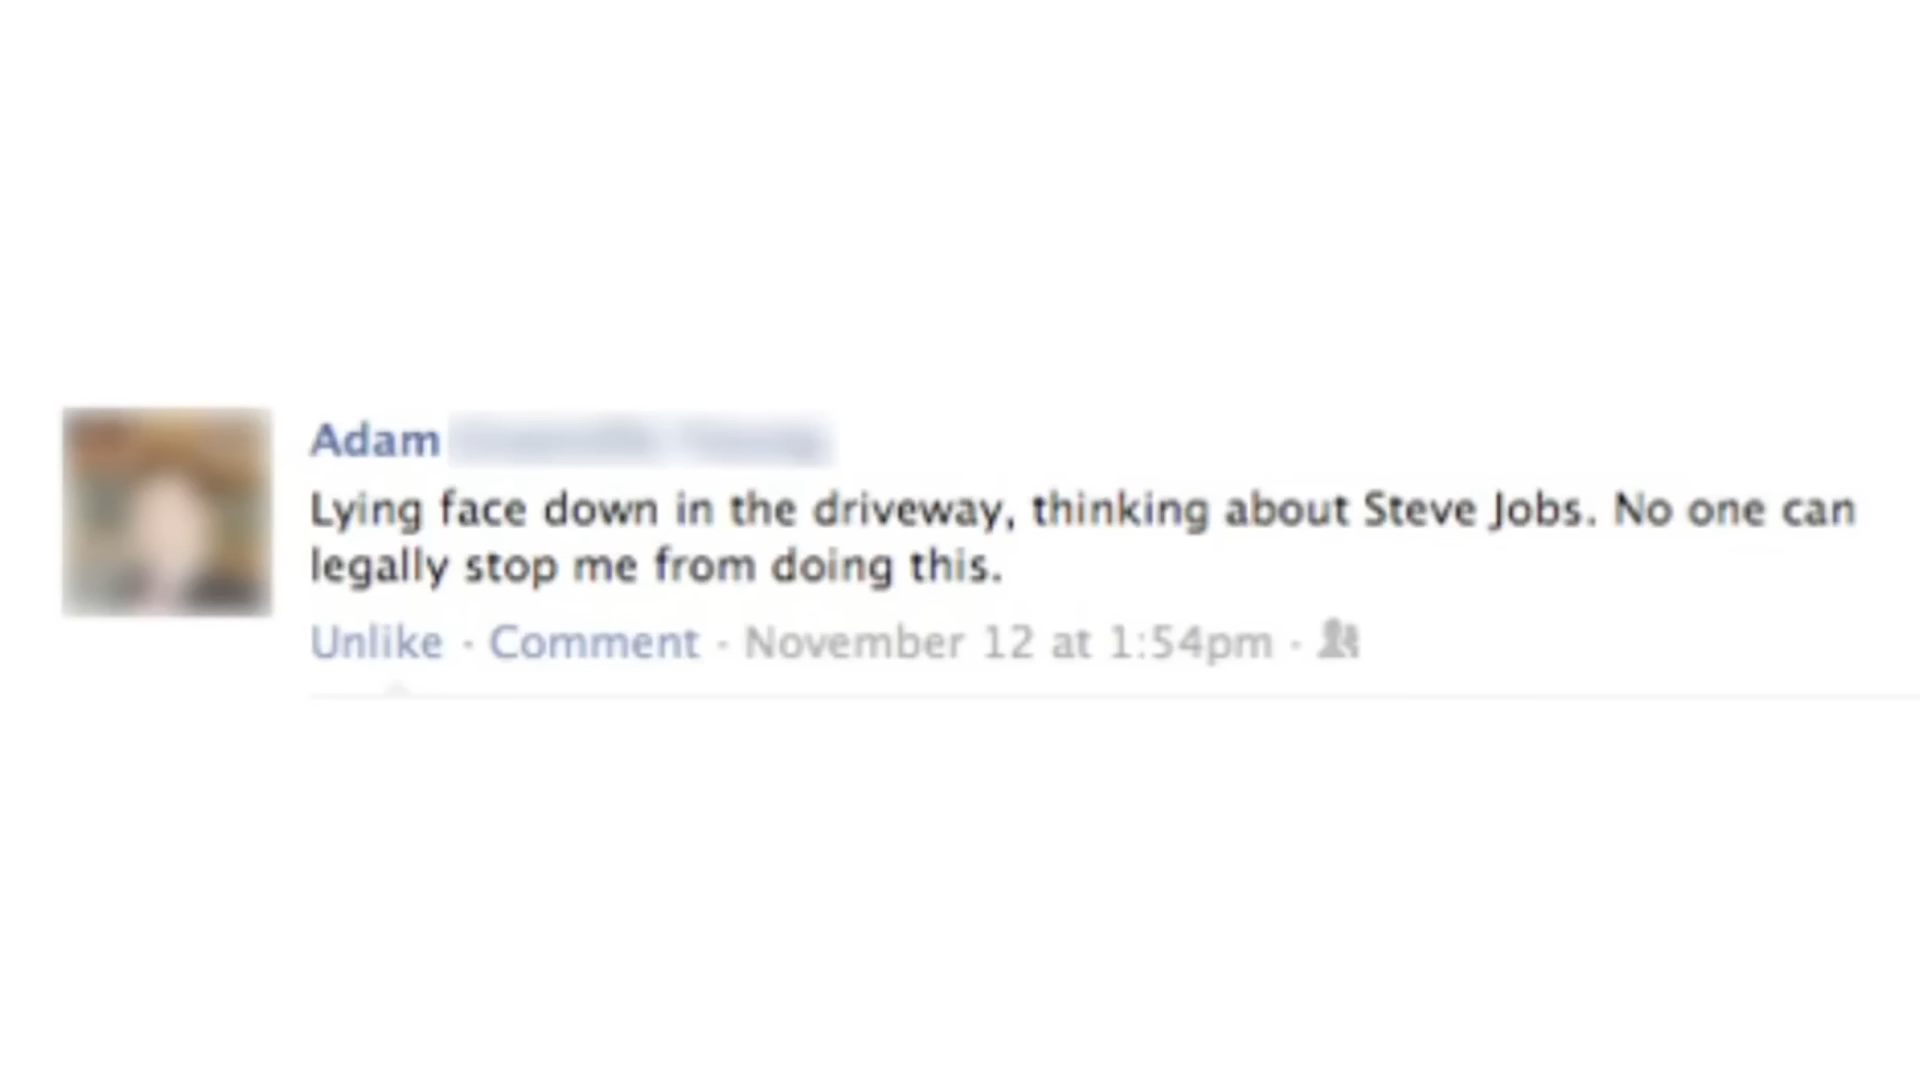 Adam
Lying face down in the driveway, thinking about Steve Jobs. No one can
legally stop me from doing this.
Unlike · Comment · November 12 at 1:54pm ·